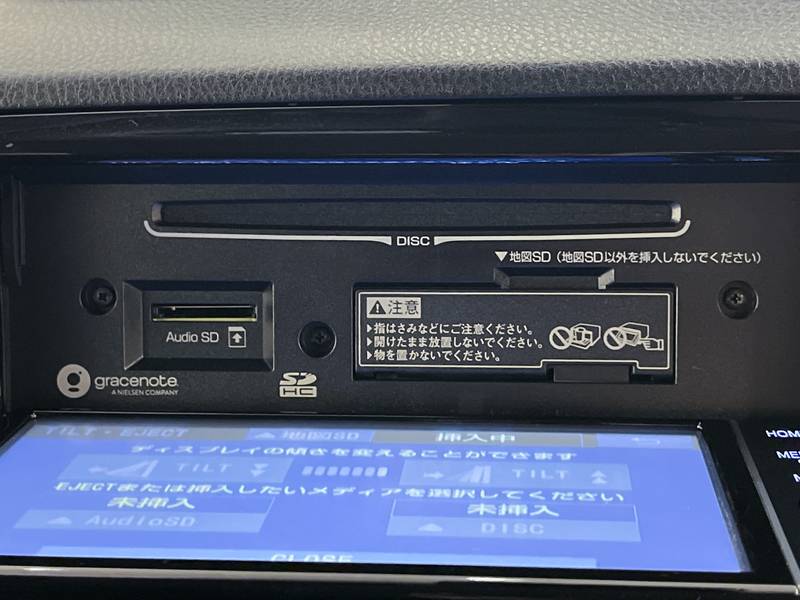 DISC
▼地図SD（地図SD以外を挿入しないでください）
Audio SD
注意
▶指はさみなどにご注意ください。
▶開けたまま放置しないでください。
▶物を置かないでください。
gracenote.
A NIELSEN COMPANY
SD
HC
TILT・EJECT
▲地図SD
挿入中
ディスプレイの傾きを変えることができます
TILT
TILT
EJECTまたは挿入したいメディアを選択してください
未挿入
未挿入
▲ AudioSD
▲ DISC
CLOSE
HOM
ME